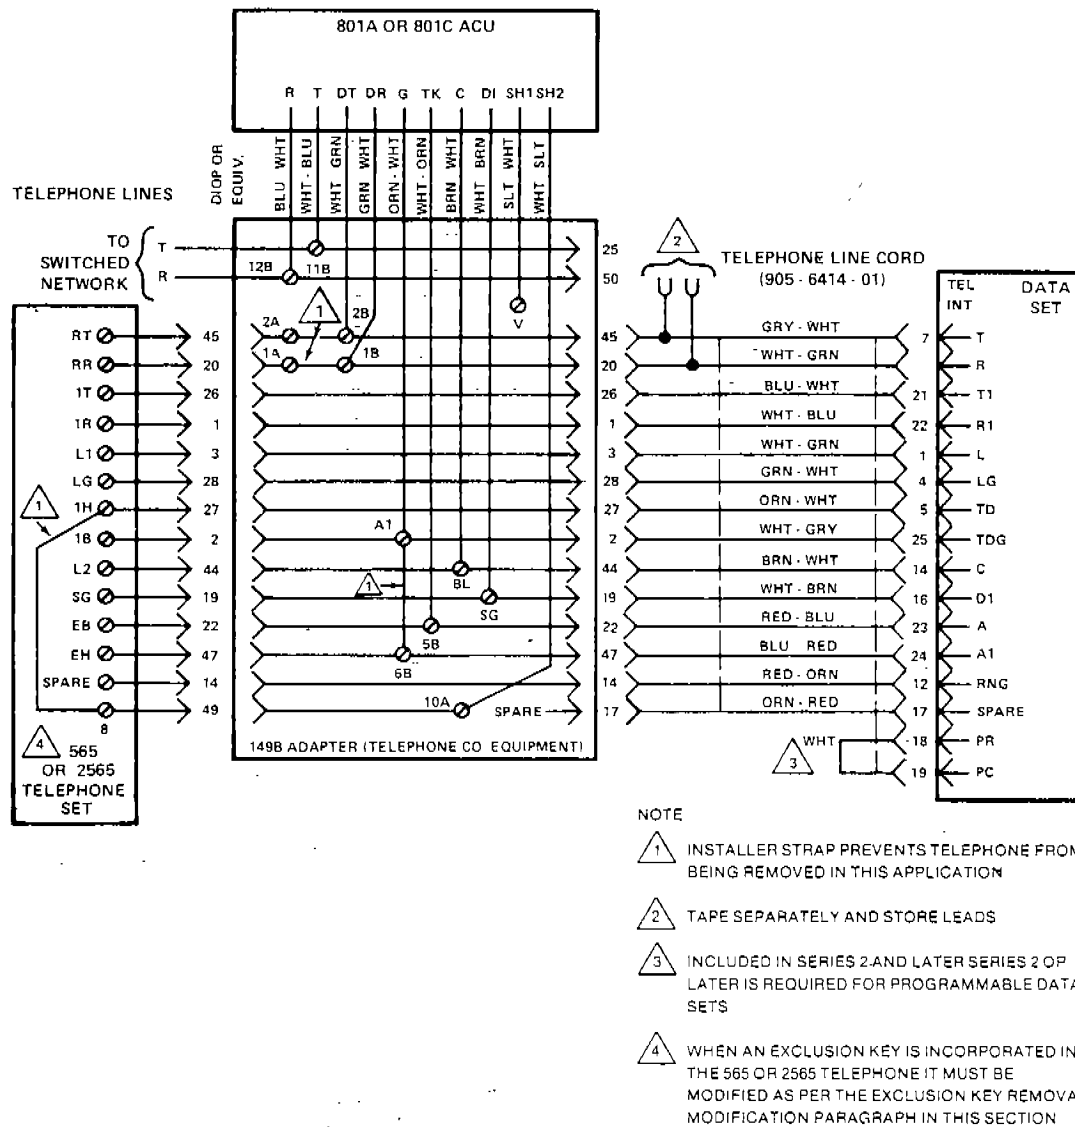 801A OR 801C ACU
R T DT DR G TK C DI SH1 SH2
DIOP OR
EQUIV.
BLU WHT
WHT - BLU
WHT GRN
GRN WHT
ORN - WHT
WHT - ORN
BRN WHT
WHT BRN
SLT WHT
WHT SLT
TELEPHONE LINES
TO
SWITCHED
NETWORK
T
R
12B 11B
25
50
2
TELEPHONE LINE CORD
(905 - 6414 - 01)
TEL
INT
DATA
SET
1
V
RT 45 2A 2B 45 GRY - WHT 7 T
RR 20 1A 1B 20 WHT - GRN R
1T 26 26 BLU - WHT 21 T1
1R 1 1 WHT - BLU 22 R1
L1 3 3 WHT - GRN 1 L
LG 28 28 GRN - WHT 4 LG
1
1H 27 27 ORN - WHT 5 TD
1B 2 A1 2 WHT - GRY 25 TDG
L2 44 BL 44 BRN - WHT 14 C
1
SG 19 SG 19 WHT - BRN 16 D1
EB 22 5B 22 RED - BLU 23 A
EH 47 6B 47 BLU RED 24 A1
SPARE 14 14 RED - ORN 12 RNG
8 49 10A SPARE 17 ORN - RED 17 SPARE
WHT 18 PR
3
19 PC
149B ADAPTER (TELEPHONE CO EQUIPMENT)
4 565
OR 2565
TELEPHONE
SET
NOTE
1 INSTALLER STRAP PREVENTS TELEPHONE FROM
BEING REMOVED IN THIS APPLICATION
2 TAPE SEPARATELY AND STORE LEADS
3 INCLUDED IN SERIES 2 AND LATER SERIES 2 OR
LATER IS REQUIRED FOR PROGRAMMABLE DATA
SETS
4 WHEN AN EXCLUSION KEY IS INCORPORATED IN
THE 565 OR 2565 TELEPHONE IT MUST BE
MODIFIED AS PER THE EXCLUSION KEY REMOVA
MODIFICATION PARAGRAPH IN THIS SECTION